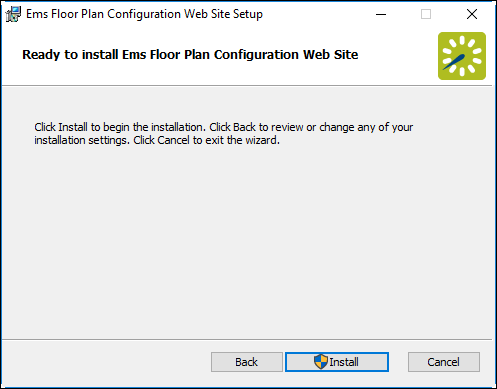 Ems Floor Plan Configuration Web Site Setup
Ready to install Ems Floor Plan Configuration Web Site
Click Install to begin the installation. Click Back to review or change any of your
installation settings. Click Cancel to exit the wizard.
Back
Install
Cancel